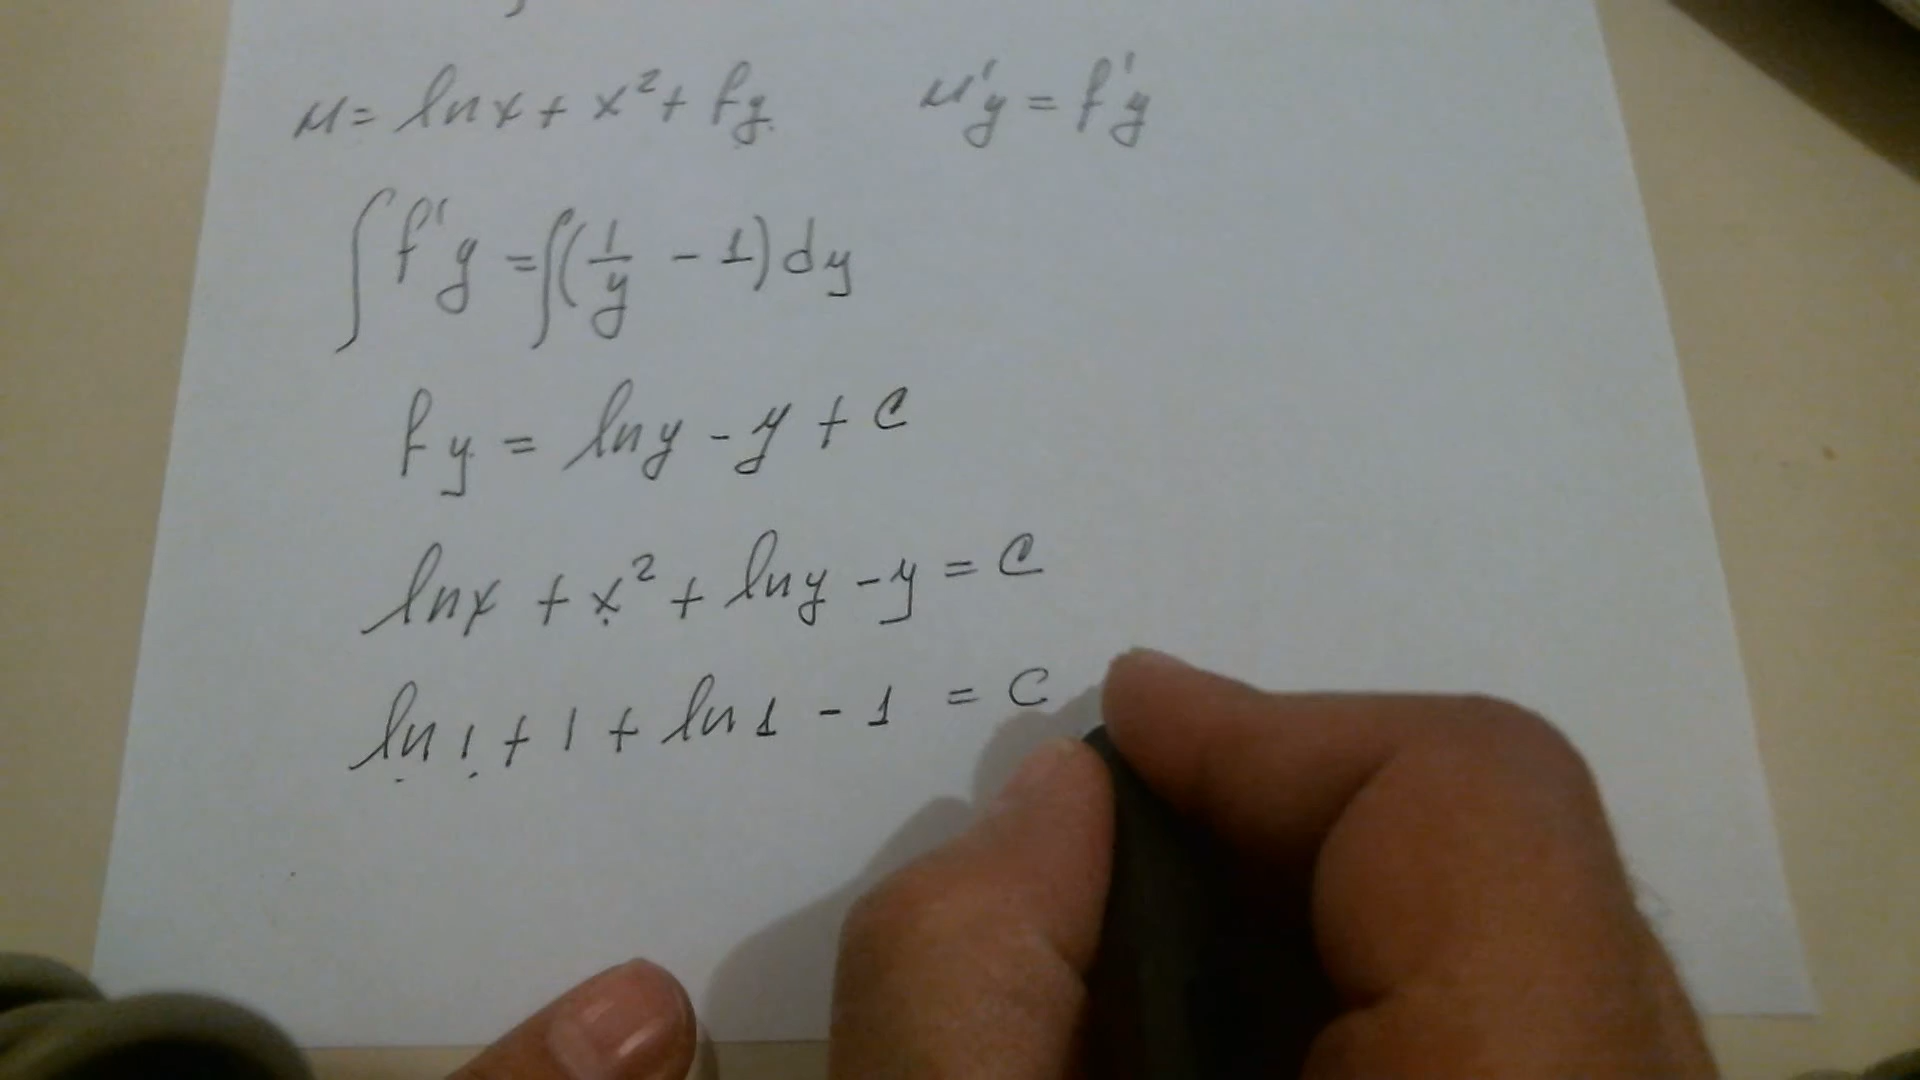 u = ln x + x² + f y u'y = f'y
∫ f'y = ∫(1/y - 1) dy
f y = ln y - y + C
ln x + x² + ln y - y = C
ln 1 + 1 + ln 1 - 1 = C